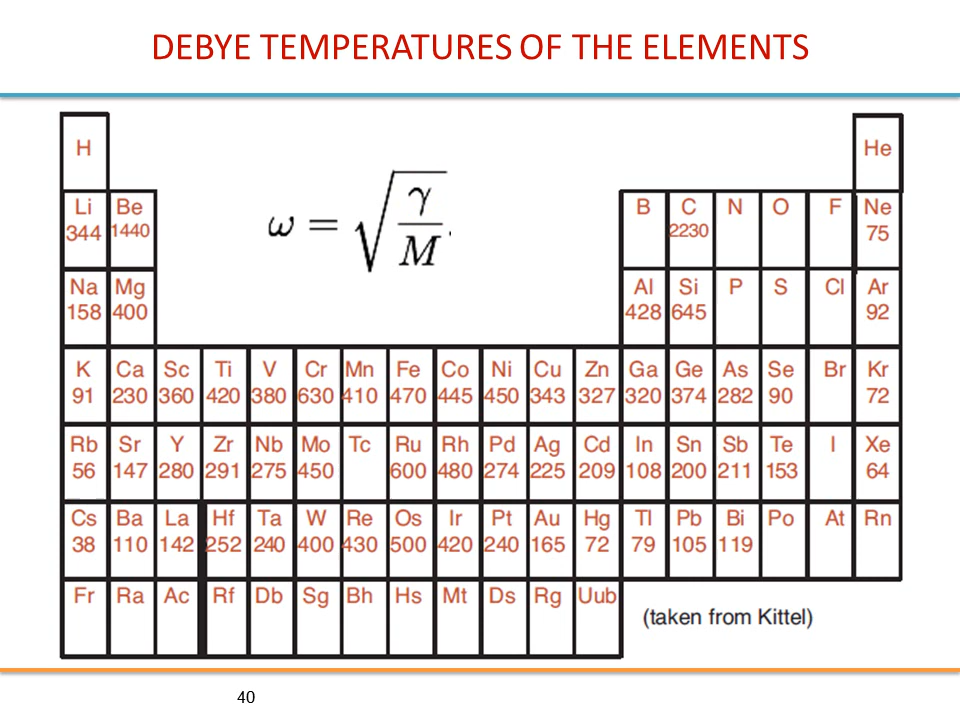 DEBYE TEMPERATURES OF THE ELEMENTS
H He
ω = √(γ/M).
Li Be B C N O F Ne
344 1440 2230 75
Na Mg Al Si P S Cl Ar
158 400 428 645 92
K Ca Sc Ti V Cr Mn Fe Co Ni Cu Zn Ga Ge As Se Br Kr
91 230 360 420 380 630 410 470 445 450 343 327 320 374 282 90 72
Rb Sr Y Zr Nb Mo Tc Ru Rh Pd Ag Cd In Sn Sb Te I Xe
56 147 280 291 275 450 600 480 274 225 209 108 200 211 153 64
Cs Ba La Hf Ta W Re Os Ir Pt Au Hg Tl Pb Bi Po At Rn
38 110 142 252 240 400 430 500 420 240 165 72 79 105 119
Fr Ra Ac Rf Db Sg Bh Hs Mt Ds Rg Uub
(taken from Kittel)
40